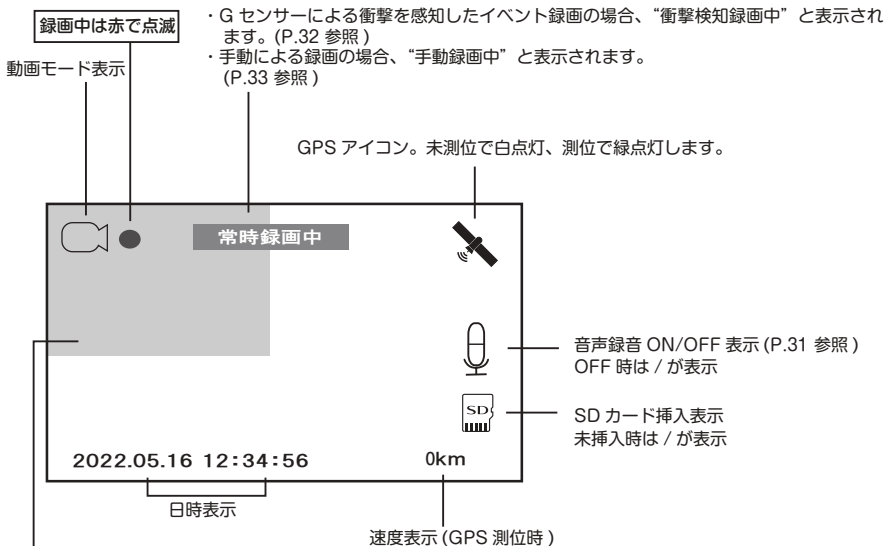 録画中は赤で点滅
動画モード表示
・G センサーによる衝撃を感知したイベント録画の場合、“衝撃検知録画中”と表示され
ます。(P.32 参照 )
・手動による録画の場合、“手動録画中”と表示されます。
(P.33 参照 )
GPS アイコン。未測位で白点灯、測位で緑点灯します。
常時録画中
音声録音 ON/OFF 表示 (P.31 参照 )
OFF 時は / が表示
SD
SD カード挿入表示
未挿入時は / が表示
2022.05.16 12:34:56
0km
日時表示
速度表示 (GPS 測位時 )